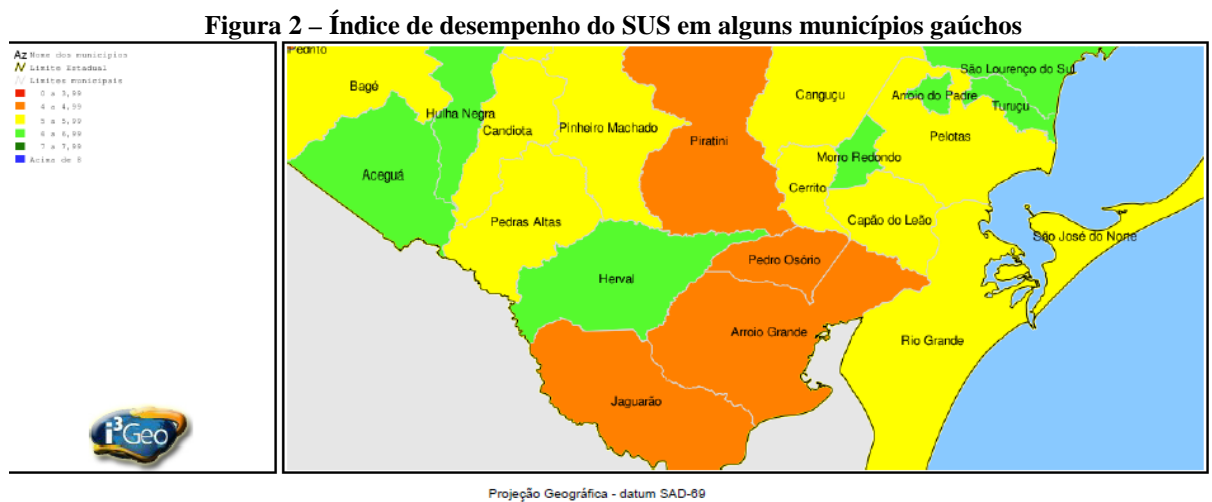 Figura 2 – Índice de desempenho do SUS em alguns municípios gaúchos
Az Nome dos municípios
Limite Estadual
Limites municipais
0 a 3,99
4 a 4,99
5 a 5,99
6 a 6,99
7 a 7,99
Acima de 8
i3Geo
Pedrito
Bagé
Hulha Negra
Candiota
Pinheiro Machado
Piratini
Canguçu
São Lourenço do Sul
Arroio do Padre
Turuçu
Pelotas
Morro Redondo
Aceguá
Cerrito
Pedras Altas
Capão do Leão
São José do Norte
Pedro Osório
Herval
Arroio Grande
Rio Grande
Jaguarão
Projeção Geográfica - datum SAD-69